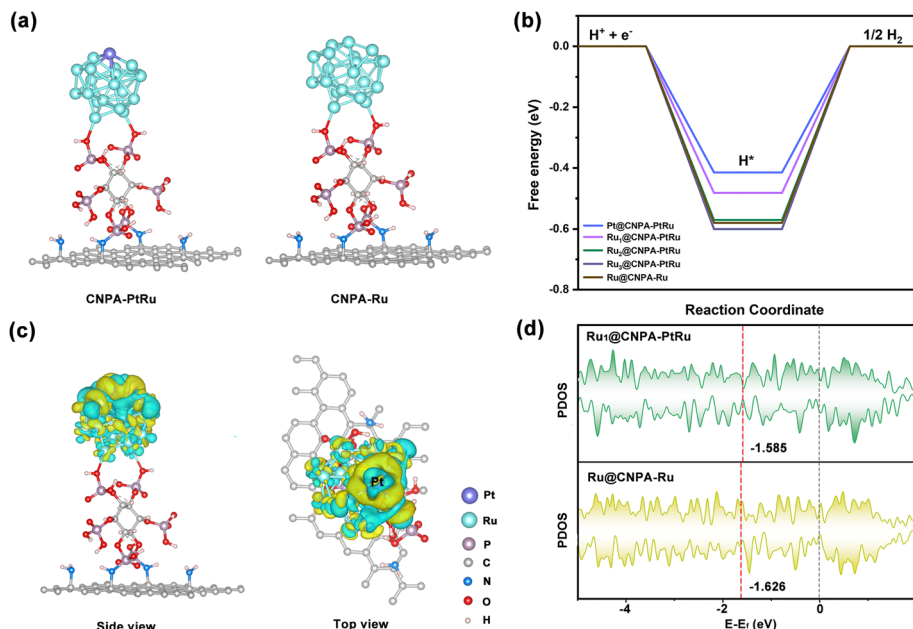 (a)
CNPA-PtRu
CNPA-Ru
(b)
H⁺ + e⁻
1/2 H₂
H*
Free energy (eV)
0.0
-0.2
-0.4
-0.6
-0.8
Pt@CNPA-PtRu
Ru₁@CNPA-PtRu
Ru₂@CNPA-PtRu
Ru₃@CNPA-PtRu
Ru@CNPA-Ru
Reaction Coordinate
(c)
Pt
Side view
Top view
Pt
Ru
P
C
N
O
H
(d)
Ru₁@CNPA-PtRu
-1.585
PDOS
Ru@CNPA-Ru
-1.626
PDOS
-4
-2
0
E-E_f (eV)